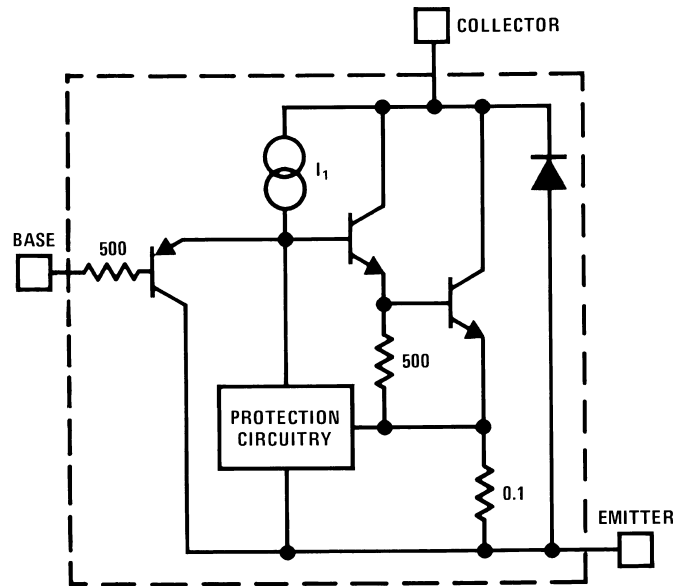 COLLECTOR
I₁
BASE
500
500
PROTECTION
CIRCUITRY
0.1
EMITTER